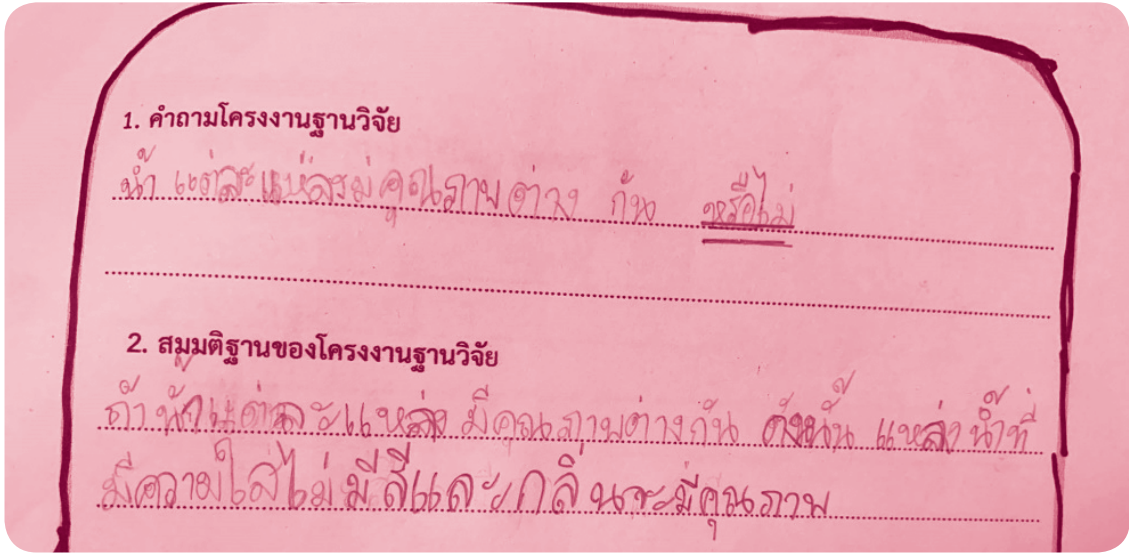 1. คำถามโครงงานฐานวิจัย
น้ำ แต่ละแหล่งมีคุณภาพต่าง กัน หรือไม่
2. สมมติฐานของโครงงานฐานวิจัย
ถ้าน้ำแต่ละแหล่ง มีคุณภาพต่างกัน ดังนั้น แหล่งน้ำที่
มีความใสไม่มีสีและกลิ่นจะมีคุณภาพ